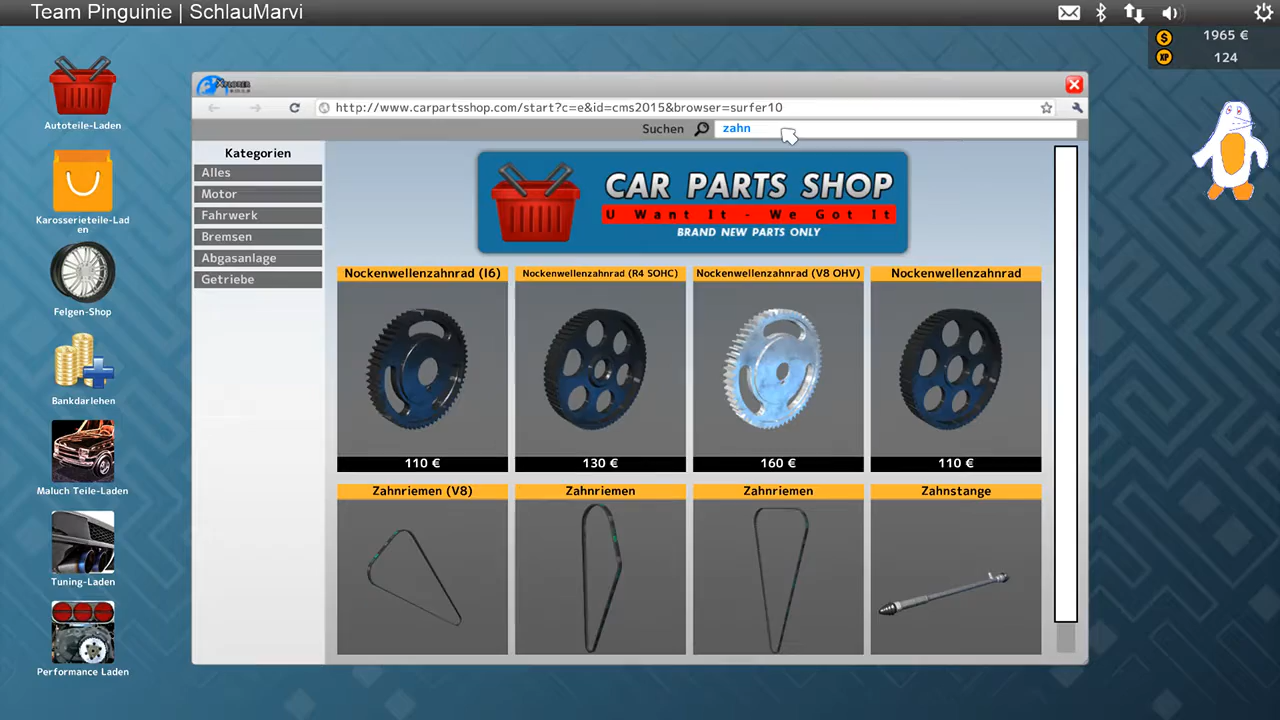 Team Pinguinie | SchlauMarvi
1965 €
124
XPLORER
http://www.carpartsshop.com/start?c=e&id=cms2015&browser=surfer10
Suchen
zahn
Autoteile-Laden
Karosserieteile-Lad
en
Felgen-Shop
Bankdarlehen
Maluch Teile-Laden
Tuning-Laden
Performance Laden
Kategorien
Alles
Motor
Fahrwerk
Bremsen
Abgasanlage
Getriebe
CAR PARTS SHOP
U Want It - We Got It
BRAND NEW PARTS ONLY
Nockenwellenzahnrad (I6)
Nockenwellenzahnrad (R4 SOHC)
Nockenwellenzahnrad (V8 OHV)
Nockenwellenzahnrad
110 €
130 €
160 €
110 €
Zahnriemen (V8)
Zahnriemen
Zahnriemen
Zahnstange